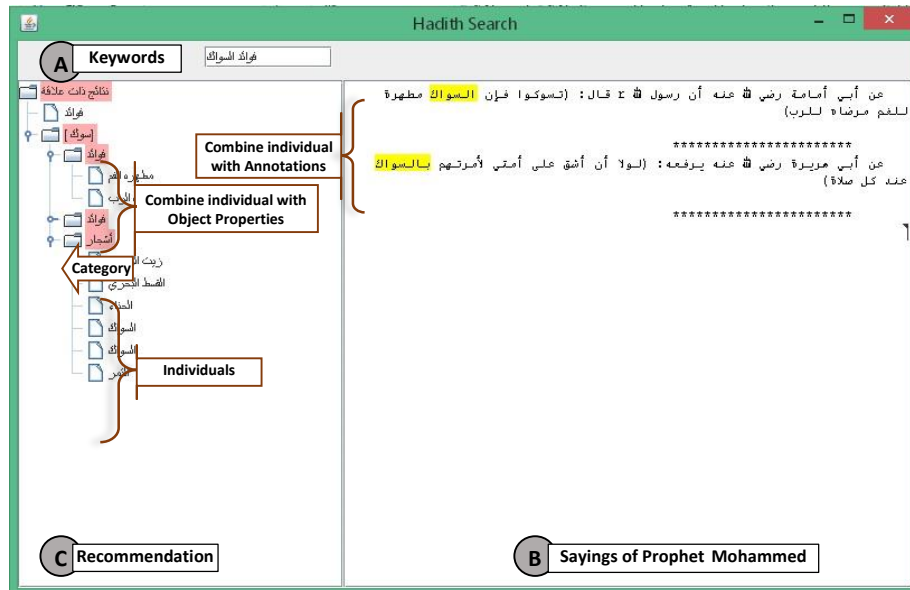 Hadith Search
A Keywords
فوائد السواك
نتائج ذات علاقة
فوائد
[سوك]
فوائد
مطهرة الفم
الرب
فوائد
أشجار
زيت
القسط البحري
الحناء
السواك
السواك
التمر
Combine individual
with Object Properties
Category
Individuals
C Recommendation
Combine individual
with Annotations
عن أبي أمامة رضي الله عنه أن رسول الله r قال: (تسوكوا فإن السواك مطهرة
للفم مرضاة للرب)
***********************
عن أبي هريرة رضي الله عنه يرفعه: (لولا أن أشق على أمتي لأمرتهم بالسواك
عند كل صلاة)
***********************
B Sayings of Prophet Mohammed